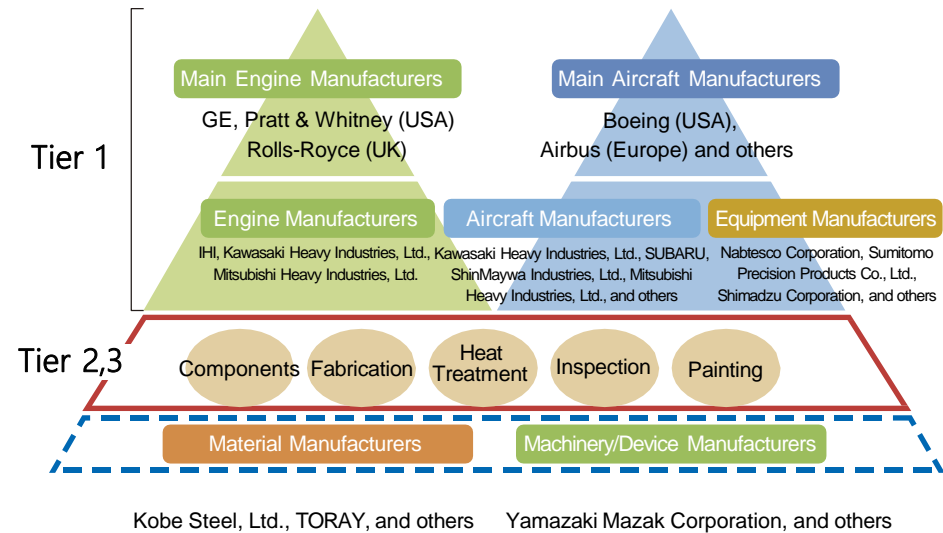 Main Engine Manufacturers
GE, Pratt & Whitney (USA)
Rolls-Royce (UK)
Main Aircraft Manufacturers
Boeing (USA),
Airbus (Europe) and others
Tier 1
Engine Manufacturers
IHI, Kawasaki Heavy Industries, Ltd.,
Mitsubishi Heavy Industries, Ltd.
Aircraft Manufacturers
Kawasaki Heavy Industries, Ltd., SUBARU,
ShinMaywa Industries, Ltd., Mitsubishi
Heavy Industries, Ltd., and others
Equipment Manufacturers
Nabtesco Corporation, Sumitomo
Precision Products Co., Ltd.,
Shimadzu Corporation, and others
Tier 2,3
Components
Fabrication
Heat
Treatment
Inspection
Painting
Material Manufacturers
Machinery/Device Manufacturers
Kobe Steel, Ltd., TORAY, and others
Yamazaki Mazak Corporation, and others